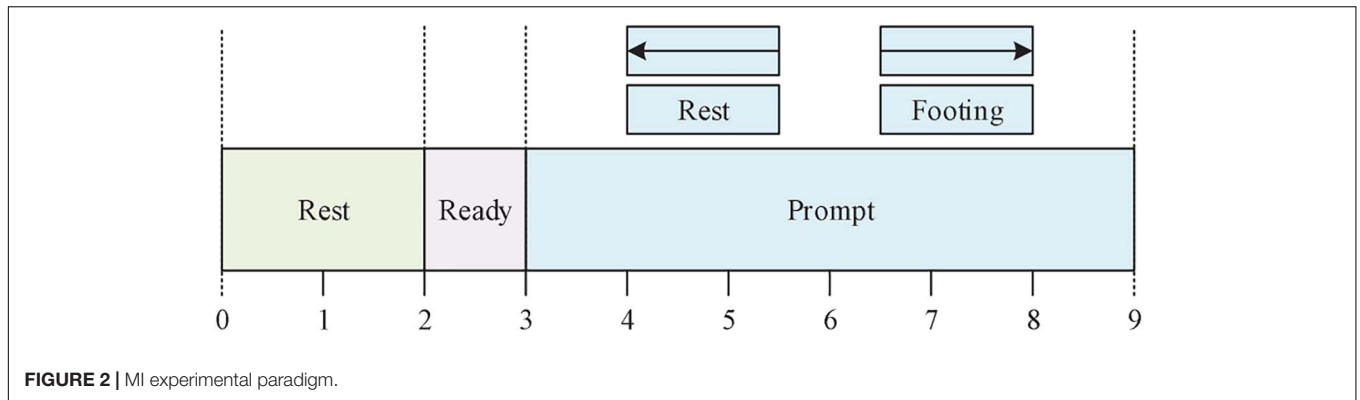 Rest Footing
Rest Ready Prompt
0 1 2 3 4 5 6 7 8 9
FIGURE 2 | MI experimental paradigm.